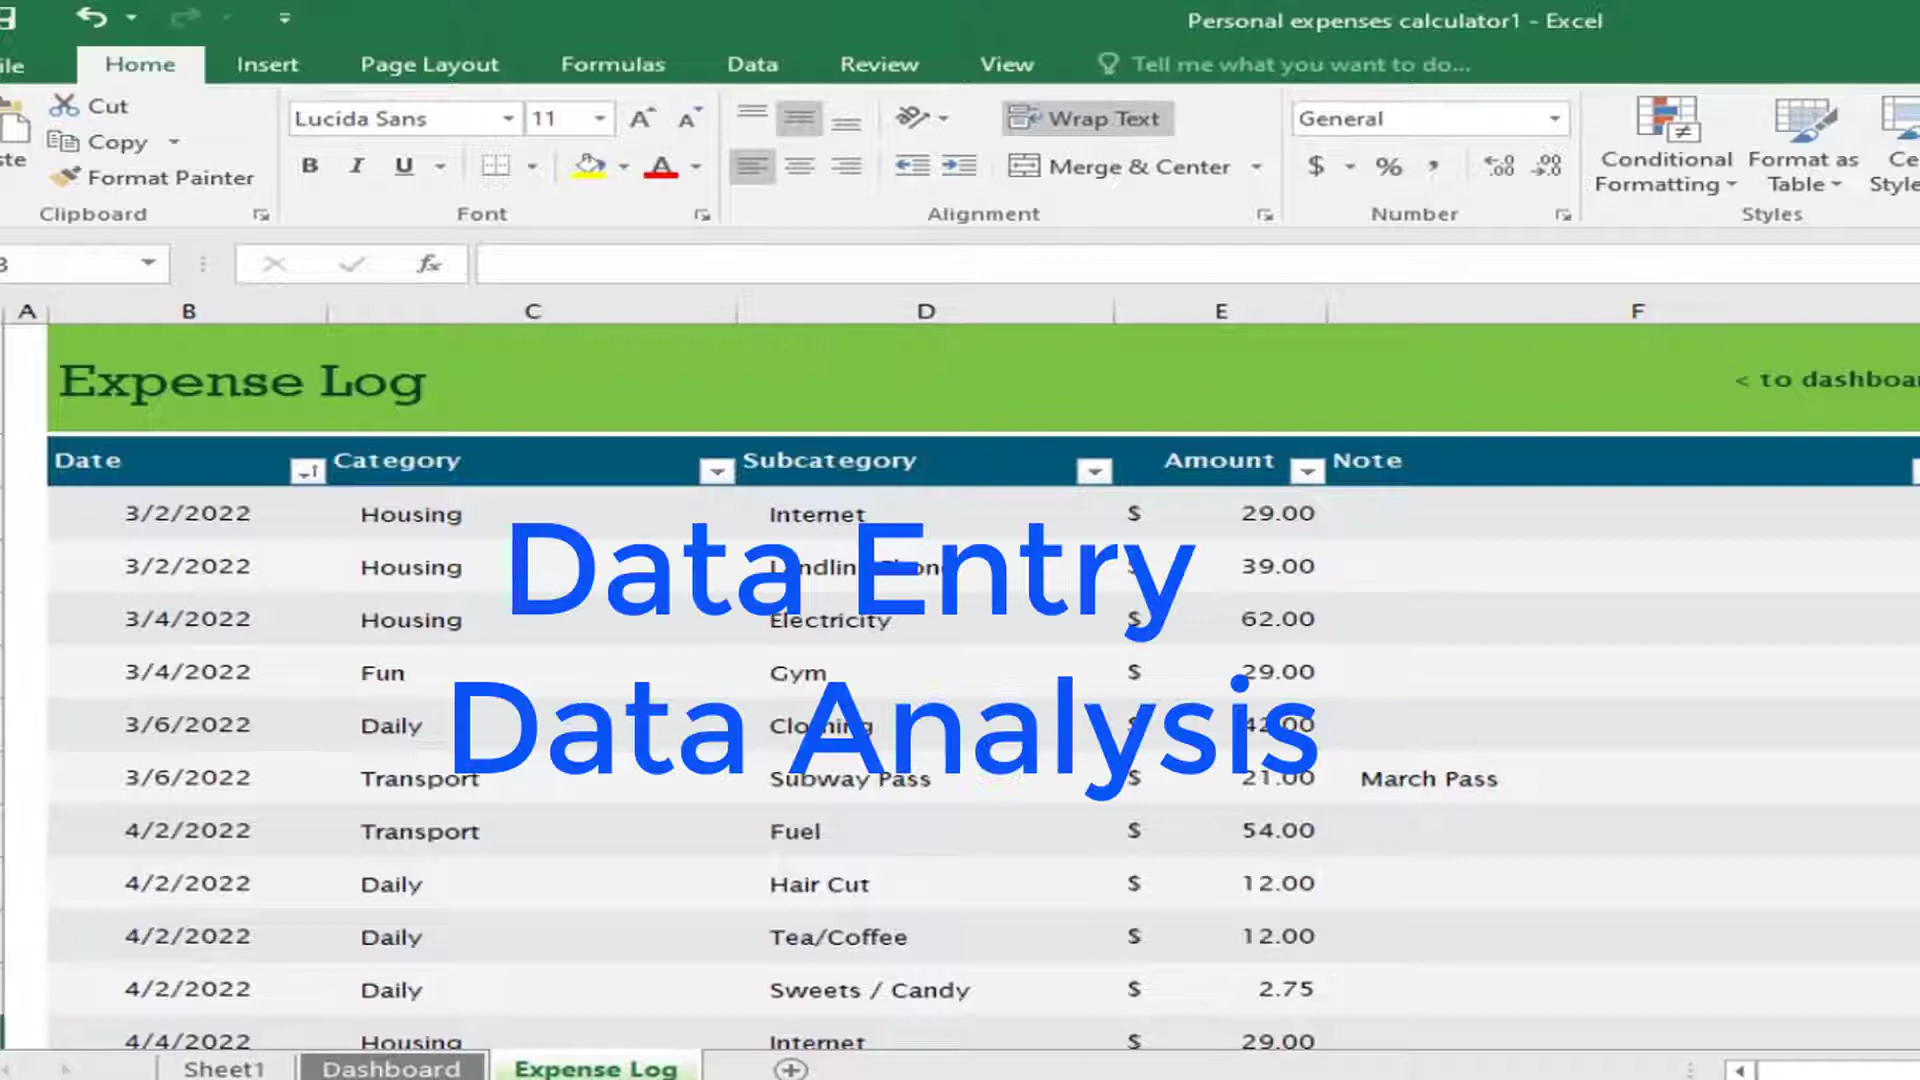 Personal expenses calculator1 - Excel
Home Insert Page Layout Formulas Data Review View Tell me what you want to do...
Cut
Copy
Format Painter
Clipboard
Lucida Sans 11
B I U
Font
Wrap Text
Merge & Center
Alignment
General
$ %
Number
Conditional Formatting
Format as Table
Styles
fx
A B C D E F
Expense Log
Date Category Subcategory Amount Note
3/2/2022 Housing Internet $ 29.00
3/2/2022 Housing $ 39.00
3/4/2022 Housing Electricity $ 62.00
3/4/2022 Fun Gym $ 29.00
3/6/2022 Daily Clothing $ 42.00
3/6/2022 Transport Subway Pass $ 21.00 March Pass
4/2/2022 Transport Fuel $ 54.00
4/2/2022 Daily Hair Cut $ 12.00
4/2/2022 Daily Tea/Coffee $ 12.00
4/2/2022 Daily Sweets / Candy $ 2.75
4/4/2022 Housing Internet $ 29.00
Data Entry
Data Analysis
Sheet1 Dashboard Expense Log